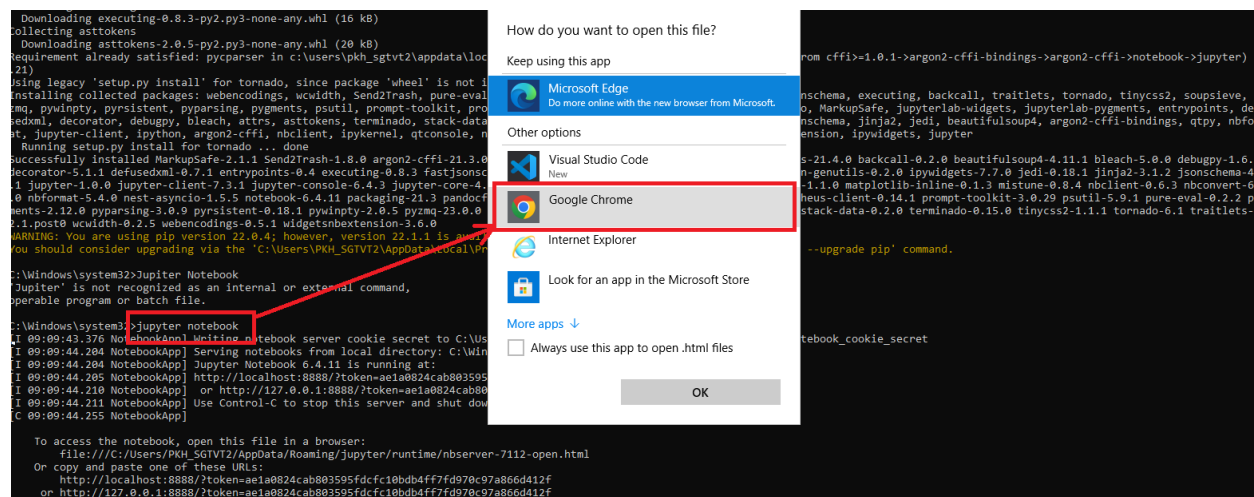 Downloading executing-0.8.3-py2.py3-none-any.whl (16 kB)
Collecting asttokens
Downloading asttokens-2.0.5-py2.py3-none-any.whl (20 kB)
Requirement already satisfied: pycparser in c:\users\pkh_sgtvt2\appdata\loc rom cffi>=1.0.1->argon2-cffi-bindings->argon2-cffi->notebook->jupyter)
.21)
Using legacy 'setup.py install' for tornado, since package 'wheel' is not i
Installing collected packages: webencodings, wcwidth, Send2Trash, pure-eval nschema, executing, backcall, traitlets, tornado, tinycss2, soupsieve,
zmq, pywinpty, pyrsistent, pyparsing, pygments, psutil, prompt-toolkit, pro o, MarkupSafe, jupyterlab-widgets, jupyterlab-pygments, entrypoints, de
sedxml, decorator, debugpy, bleach, attrs, asttokens, terminado, stack-data nschema, jinja2, jedi, beautifulsoup4, argon2-cffi-bindings, qtpy, nbfo
at, jupyter-client, ipython, argon2-cffi, nbclient, ipykernel, qtconsole, n ension, ipywidgets, jupyter
Running setup.py install for tornado ... done
Successfully installed MarkupSafe-2.1.1 Send2Trash-1.8.0 argon2-cffi-21.3.0 s-21.4.0 backcall-0.2.0 beautifulsoup4-4.11.1 bleach-5.0.0 debugpy-1.6.
decorator-5.1.1 defusedxml-0.7.1 entrypoints-0.4 executing-0.8.3 fastjsonsc n-genutils-0.2.0 ipywidgets-7.7.0 jedi-0.18.1 jinja2-3.1.2 jsonschema-4
.1 jupyter-1.0.0 jupyter-client-7.3.1 jupyter-console-6.4.3 jupyter-core-4. -1.1.0 matplotlib-inline-0.1.3 mistune-0.8.4 nbclient-0.6.3 nbconvert-6
.0 nbformat-5.4.0 nest-asyncio-1.5.5 notebook-6.4.11 packaging-21.3 pandocf heus-client-0.14.1 prompt-toolkit-3.0.29 psutil-5.9.1 pure-eval-0.2.2 p
ments-2.12.0 pyparsing-3.0.9 pyrsistent-0.18.1 pywinpty-2.0.5 pyzmq-23.0.0 stack-data-0.2.0 terminado-0.15.0 tinycss2-1.1.1 tornado-6.1 traitlets-
2.1.post0 wcwidth-0.2.5 webencodings-0.5.1 widgetsnbextension-3.6.0
WARNING: You are using pip version 22.0.4; however, version 22.1.1 is avai
You should consider upgrading via the 'C:\Users\PKH_SGTVT2\AppData\Local\Pr --upgrade pip' command.
C:\Windows\system32>Jupiter Notebook
'Jupiter' is not recognized as an internal or external command,
operable program or batch file.
C:\Windows\system32>jupyter notebook
[I 09:09:43.376 NotebookApp] Writing notebook server cookie secret to C:\Us tebook_cookie_secret
[I 09:09:44.204 NotebookApp] Serving notebooks from local directory: C:\Win
[I 09:09:44.204 NotebookApp] Jupyter Notebook 6.4.11 is running at:
[I 09:09:44.205 NotebookApp] http://localhost:8888/?token=ae1a0824cab803595
[I 09:09:44.210 NotebookApp] or http://127.0.0.1:8888/?token=ae1a0824cab80
[I 09:09:44.211 NotebookApp] Use Control-C to stop this server and shut dow
[C 09:09:44.255 NotebookApp]
To access the notebook, open this file in a browser:
file:///C:/Users/PKH_SGTVT2/AppData/Roaming/jupyter/runtime/nbserver-7112-open.html
Or copy and paste one of these URLs:
http://localhost:8888/?token=ae1a0824cab803595fdcfc10bdb4ff7fd970c97a866d412f
or http://127.0.0.1:8888/?token=ae1a0824cab803595fdcfc10bdb4ff7fd970c97a866d412f
How do you want to open this file?
Keep using this app
Microsoft Edge
Do more online with the new browser from Microsoft.
Other options
Visual Studio Code
New
Google Chrome
Internet Explorer
Look for an app in the Microsoft Store
More apps ↓
Always use this app to open .html files
OK